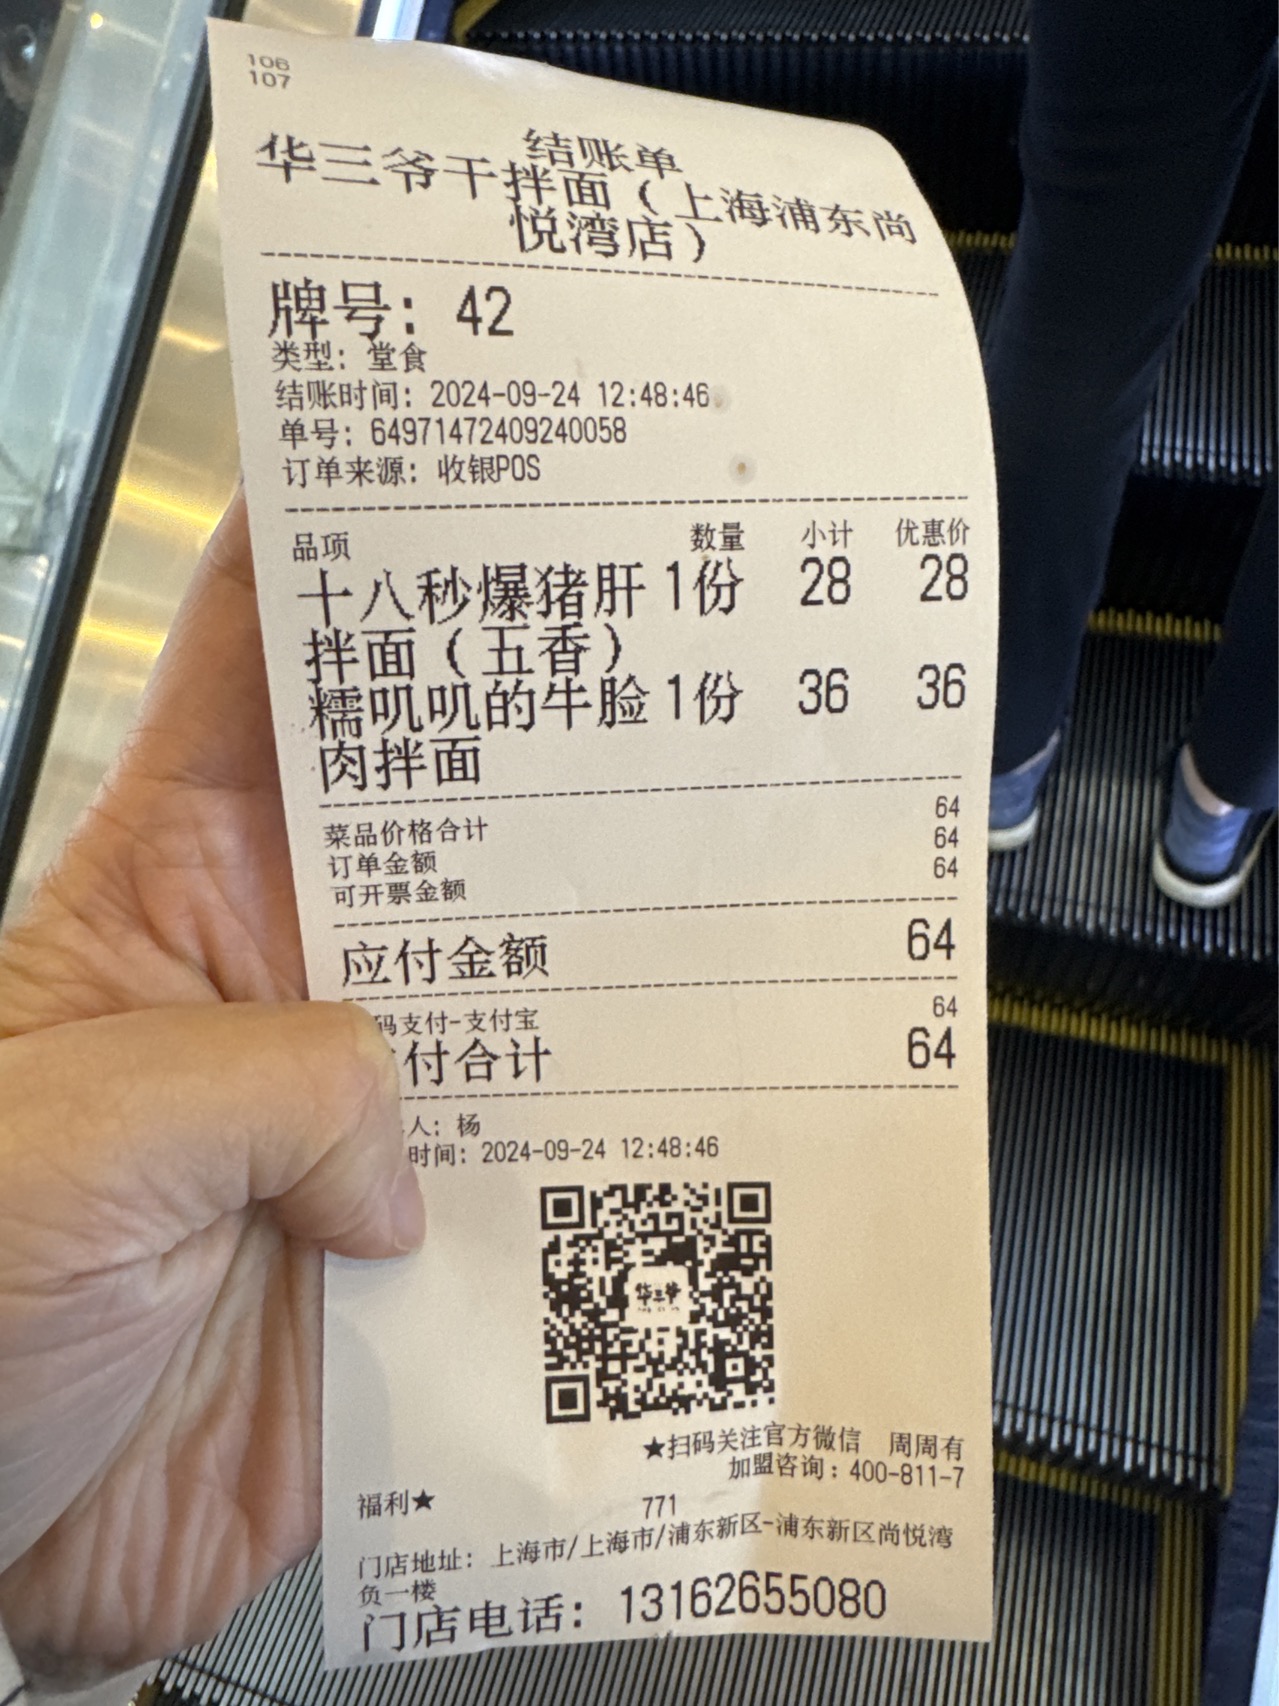 106
107
结账单
华三爷干拌面(上海浦东尚
悦湾店)
牌号: 42
类型: 堂食
结账时间: 2024-09-24 12:48:46
单号: 64971472409240058
订单来源: 收银POS
品项 数量 小计 优惠价
十八秒爆猪肝 1份 28 28
拌面(五香)
糯叽叽的牛脸 1份 36 36
肉拌面
菜品价格合计 64
订单金额 64
可开票金额 64
应付金额 64
码支付-支付宝 64
付合计 64
人: 杨
时间: 2024-09-24 12:48:46
华三爷
★扫码关注官方微信 周周有
加盟咨询: 400-811-7
福利★ 771
门店地址: 上海市/上海市/浦东新区-浦东新区尚悦湾
负一楼
门店电话: 13162655080